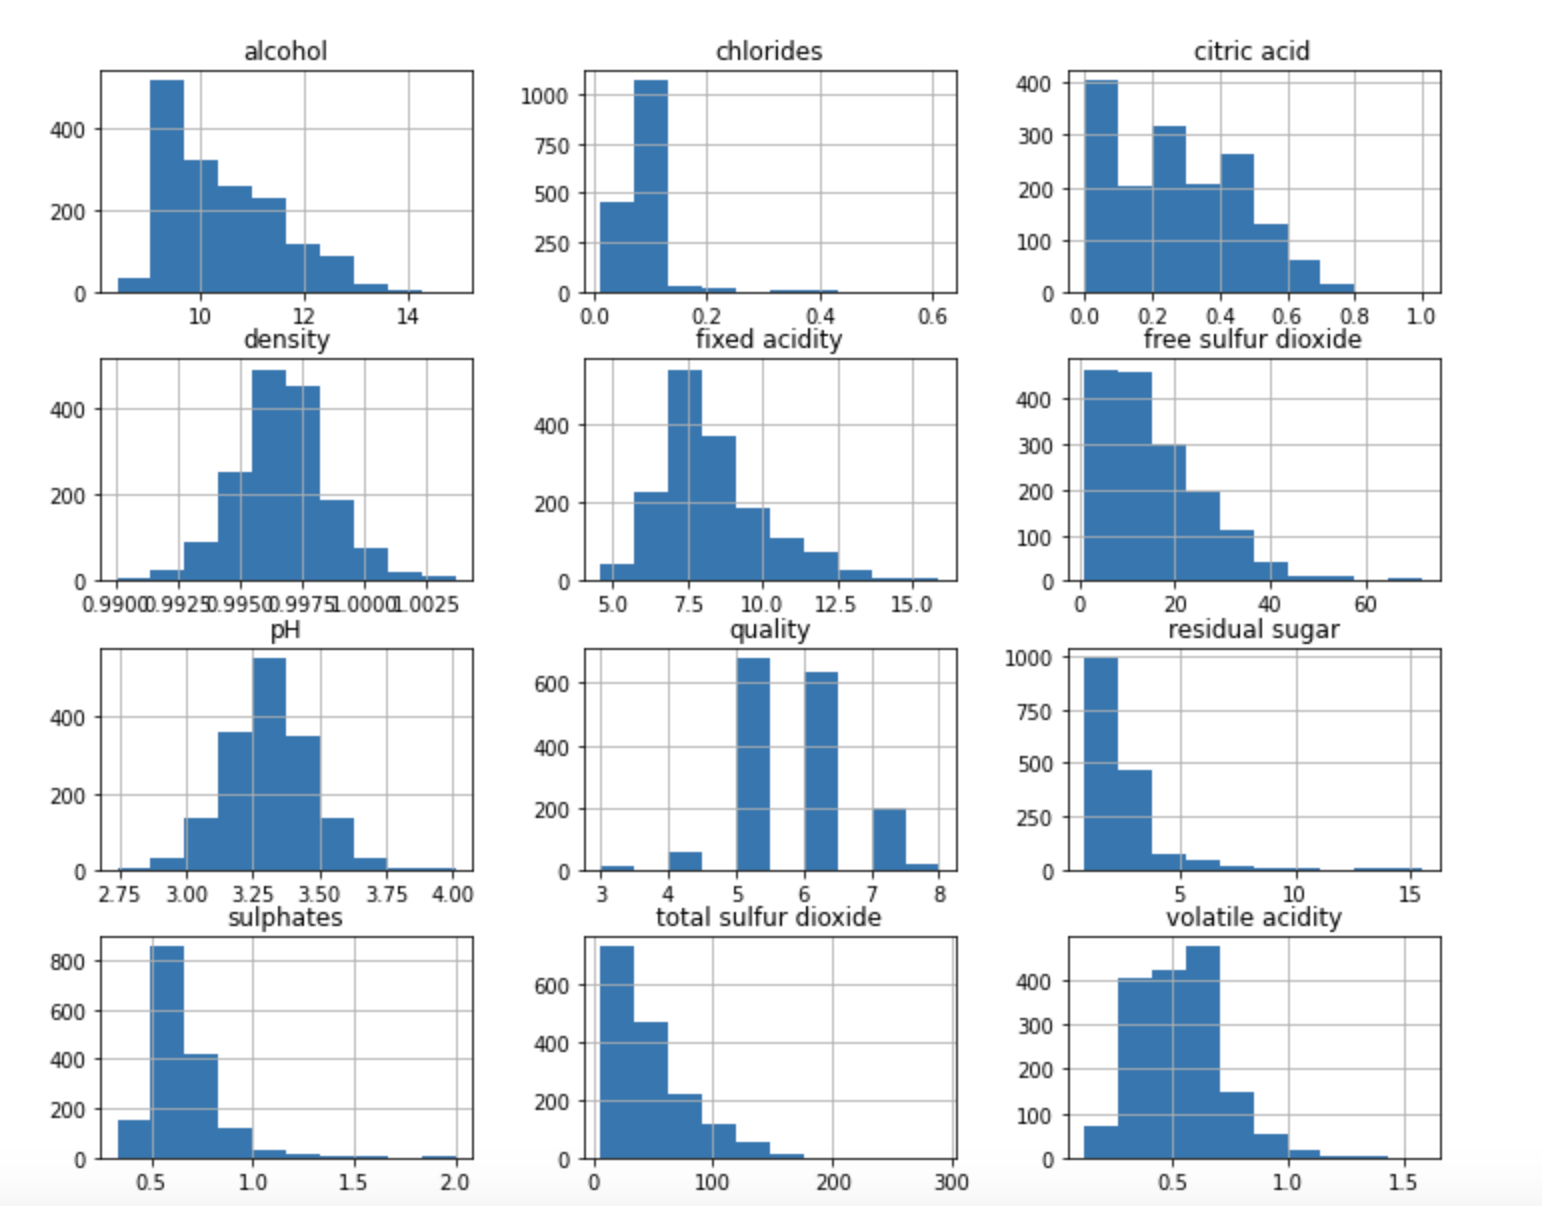 alcohol
400
200
0
10 12 14
chlorides
1000
750
500
250
0
0.0 0.2 0.4 0.6
citric acid
400
300
200
100
0
0.0 0.2 0.4 0.6 0.8 1.0
density
400
200
0
0.9900 0.9925 0.9950 0.9975 1.0000 1.0025
fixed acidity
400
200
0
5.0 7.5 10.0 12.5 15.0
free sulfur dioxide
400
300
200
100
0
0 20 40 60
pH
400
200
0
2.75 3.00 3.25 3.50 3.75 4.00
quality
600
400
200
0
3 4 5 6 7 8
residual sugar
1000
750
500
250
0
5 10 15
sulphates
800
600
400
200
0
0.5 1.0 1.5 2.0
total sulfur dioxide
600
400
200
0
0 100 200 300
volatile acidity
400
300
200
100
0
0.5 1.0 1.5